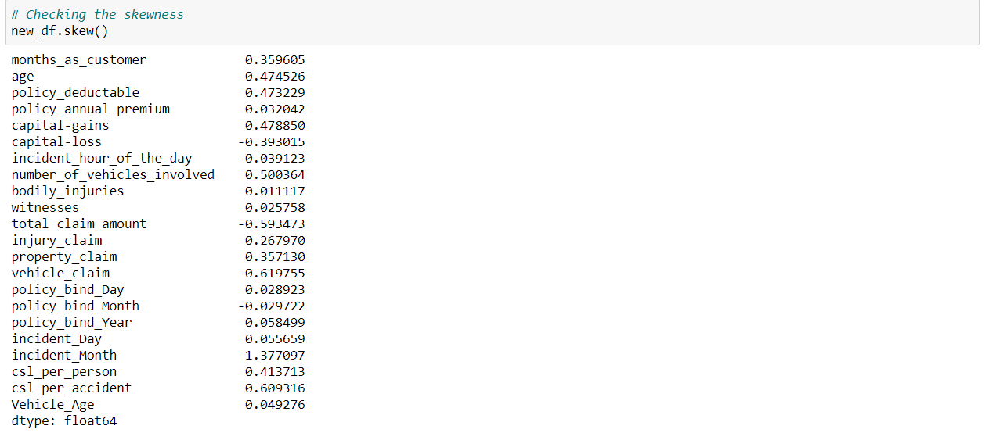 # Checking the skewness
new_df.skew()
months_as_customer 0.359605
age 0.474526
policy_deductable 0.473229
policy_annual_premium 0.032042
capital-gains 0.478850
capital-loss -0.393015
incident_hour_of_the_day -0.039123
number_of_vehicles_involved 0.500364
bodily_injuries 0.011117
witnesses 0.025758
total_claim_amount -0.593473
injury_claim 0.267970
property_claim 0.357130
vehicle_claim -0.619755
policy_bind_Day 0.028923
policy_bind_Month -0.029722
policy_bind_Year 0.058499
incident_Day 0.055659
incident_Month 1.377097
csl_per_person 0.413713
csl_per_accident 0.609316
Vehicle_Age 0.049276
dtype: float64